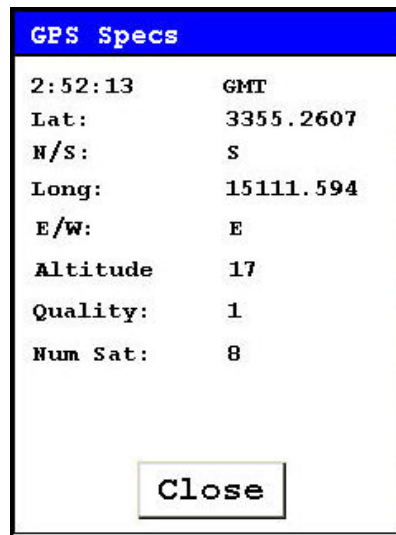 GPS Specs
2:52:13 GMT
Lat: 3355.2607
N/S: S
Long: 15111.594
E/W: E
Altitude 17
Quality: 1
Num Sat: 8
Close